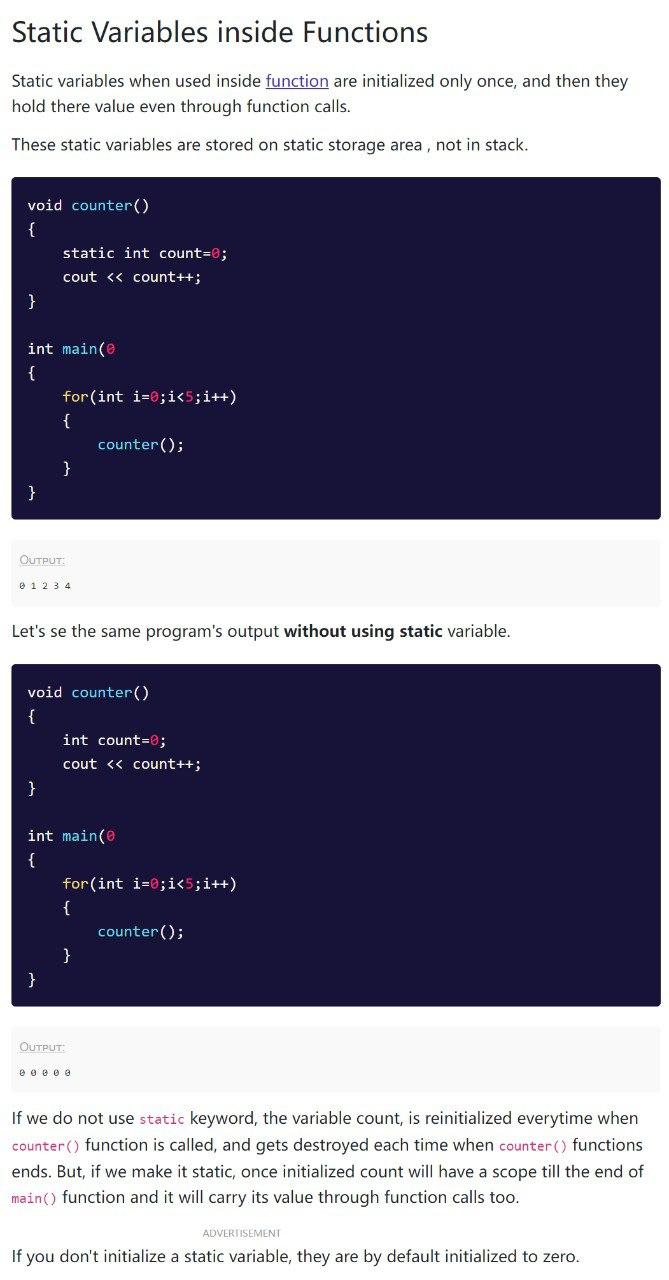 Static Variables inside Functions
Static variables when used inside function are initialized only once, and then they
hold there value even through function calls.
These static variables are stored on static storage area , not in stack.
void counter()
{
    static int count=0;
    cout << count++;
}
int main(0
{
    for(int i=0;i<5;i++)
    {
        counter();
    }
}
OUTPUT:
0 1 2 3 4
Let's se the same program's output without using static variable.
void counter()
{
    int count=0;
    cout << count++;
}
int main(0
{
    for(int i=0;i<5;i++)
    {
        counter();
    }
}
OUTPUT:
0 0 0 0 0
If we do not use static keyword, the variable count, is reinitialized everytime when
counter() function is called, and gets destroyed each time when counter() functions
ends. But, if we make it static, once initialized count will have a scope till the end of
main() function and it will carry its value through function calls too.
ADVERTISEMENT
If you don't initialize a static variable, they are by default initialized to zero.